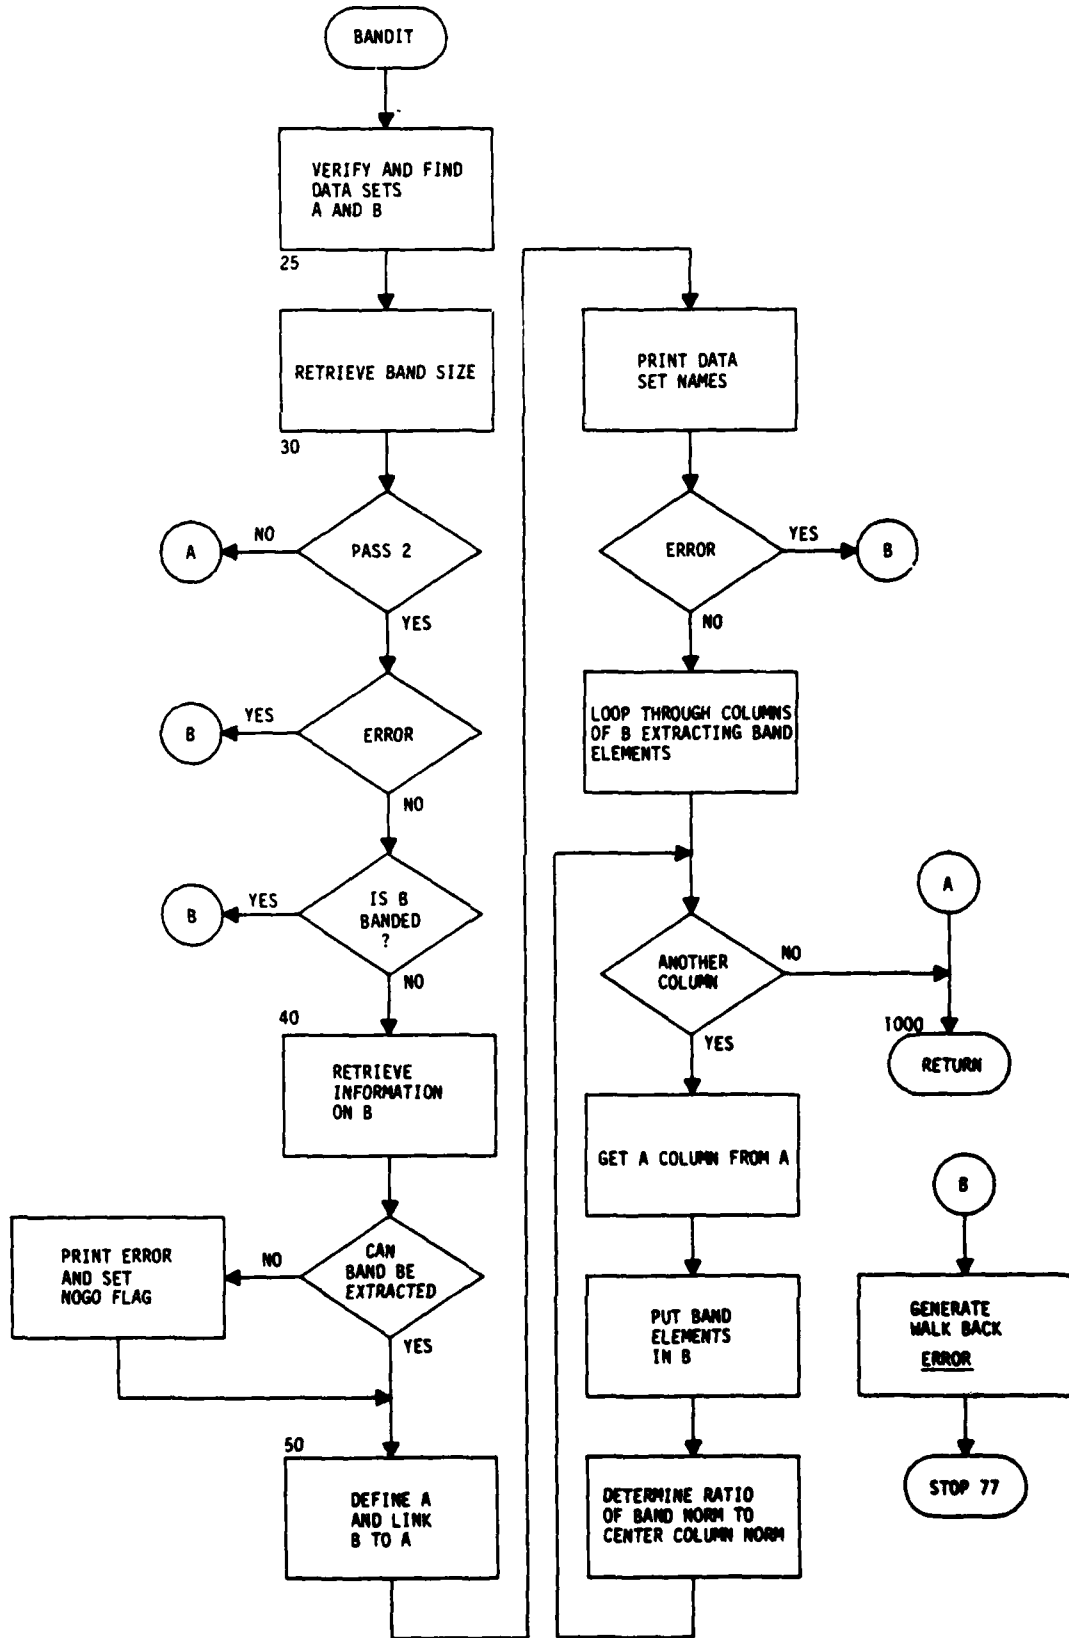 BANDIT
VERIFY AND FIND
DATA SETS
A AND B
25
RETRIEVE BAND SIZE
30
PASS 2
NO
A
YES
ERROR
YES
B
NO
IS B
BANDED
?
YES
B
NO
40
RETRIEVE
INFORMATION
ON B
CAN
BAND BE
EXTRACTED
NO
PRINT ERROR
AND SET
NOGO FLAG
YES
50
DEFINE A
AND LINK
B TO A
PRINT DATA
SET NAMES
ERROR
YES
B
NO
LOOP THROUGH COLUMNS
OF B EXTRACTING BAND
ELEMENTS
ANOTHER
COLUMN
NO
A
1000
RETURN
YES
GET A COLUMN FROM A
PUT BAND
ELEMENTS
IN B
DETERMINE RATIO
OF BAND NORM TO
CENTER COLUMN NORM
B
GENERATE
WALK BACK
ERROR
STOP 77